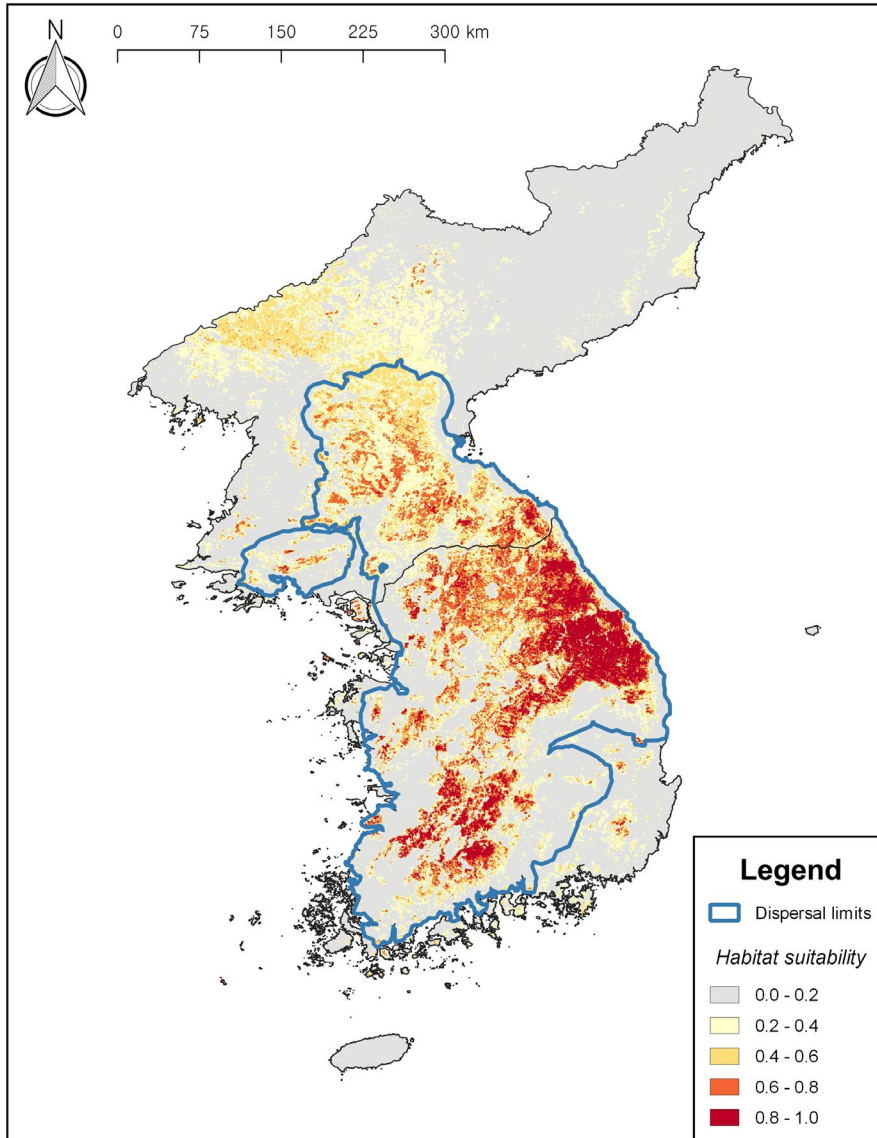 N
0 75 150 225 300 km
Legend
Dispersal limits
Habitat suitability
0.0 - 0.2
0.2 - 0.4
0.4 - 0.6
0.6 - 0.8
0.8 - 1.0